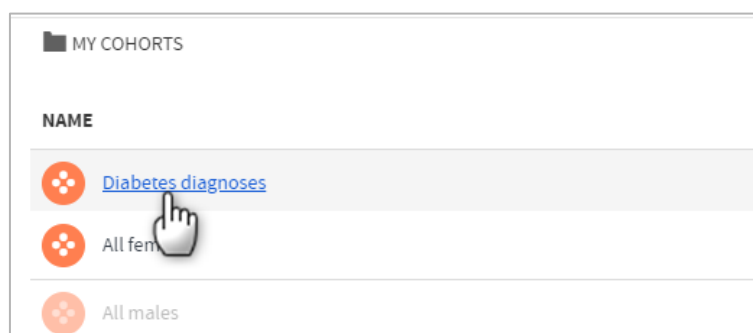 MY COHORTS
NAME
Diabetes diagnoses
All fem
All males